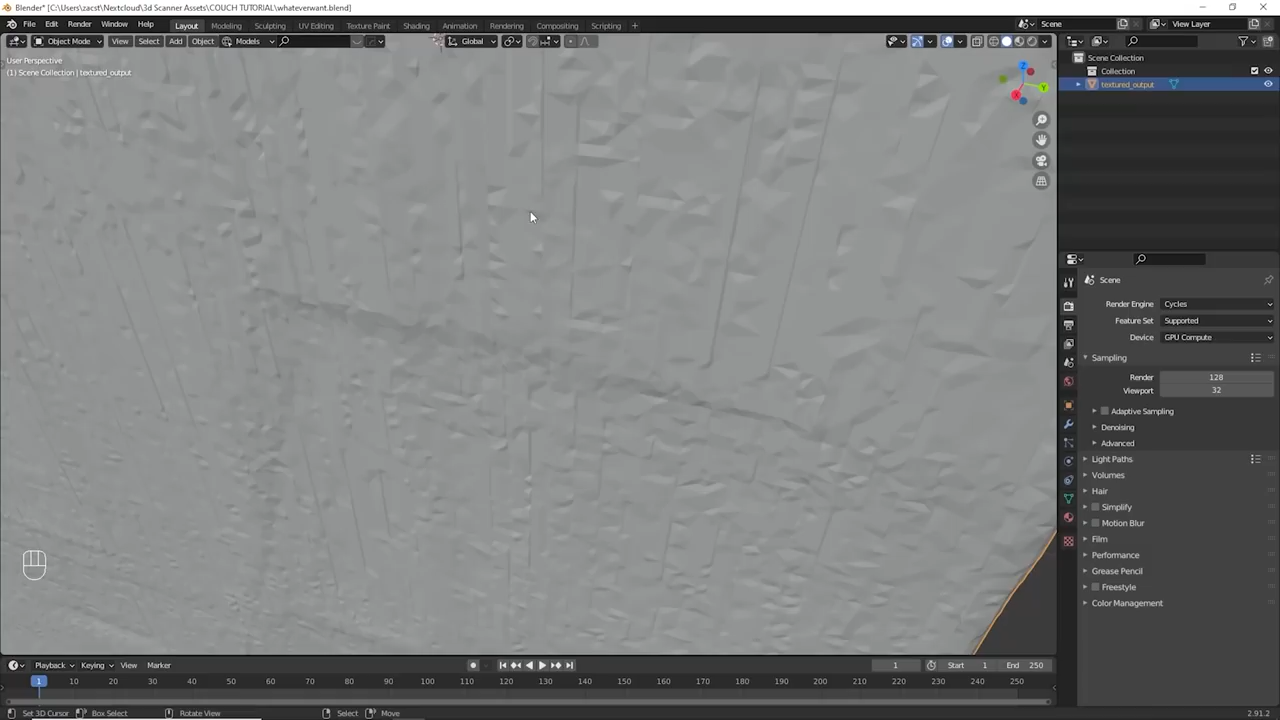 Blender* [C:\Users\zacst\Nextcloud\3d Scanner Assets\COUCH TUTORIAL\whateverwant.blend]
File Edit Render Window Help Layout Modeling Sculpting UV Editing Texture Paint Shading Animation Rendering Compositing Scripting + Scene View Layer
Object Mode View Select Add Object Models Global
User Perspective
(1) Scene Collection | textured_output
Z
Y
X
Scene Collection
Collection
textured_output
Scene
Render Engine Cycles
Feature Set Supported
Device GPU Compute
Sampling
Render 128
Viewport 32
Adaptive Sampling
Denoising
Advanced
Light Paths
Volumes
Hair
Simplify
Motion Blur
Film
Performance
Grease Pencil
Freestyle
Color Management
Playback Keying View Marker 1 Start 1 End 250
1 10 20 30 40 50 60 70 80 90 100 110 120 130 140 150 160 170 180 190 200 210 220 230 240 250
Set 3D Cursor Box Select Rotate View Select Move 2.91.2